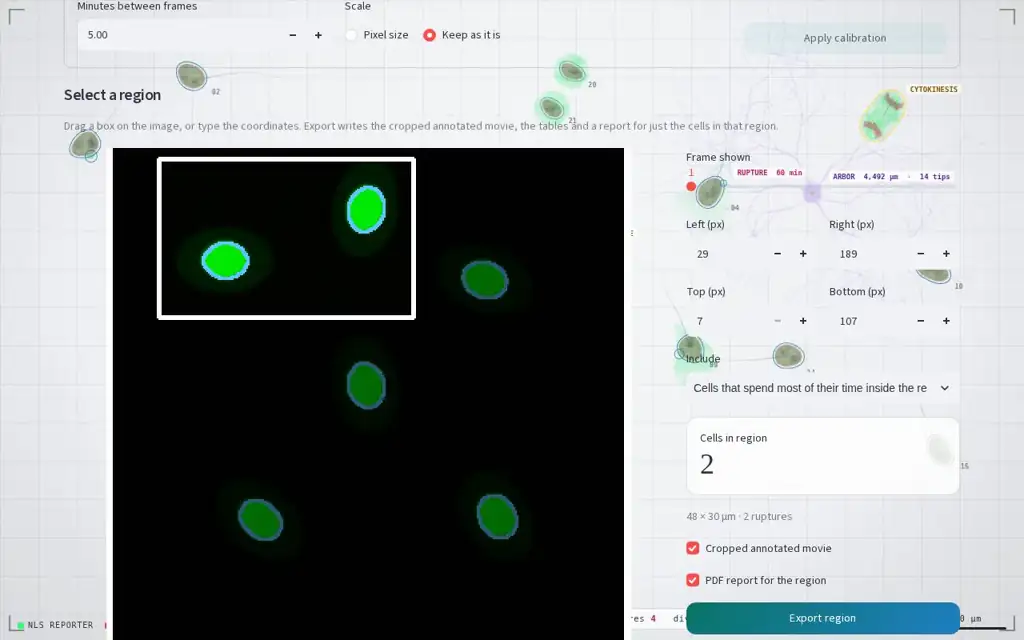 Minutes between frames
Scale
5.00
Pixel size
Keep as it is
Apply calibration
02
20
Select a region
CYTOKINESIS
21
Drag a box on the image, or type the coordinates. Export writes the cropped annotated movie, the tables and a report for just the cells in that region.
Frame shown
1
RUPTURE 60 min
ARBOR 4,492 µm · 14 tips
04
Left (px)
Right (px)
29
189
10
Top (px)
Bottom (px)
7
107
Include
Cells that spend most of their time inside the re
Cells in region
2
16
48 × 30 µm · 2 ruptures
Cropped annotated movie
PDF report for the region
Export region
NLS REPORTER
res 4
di
0 µm